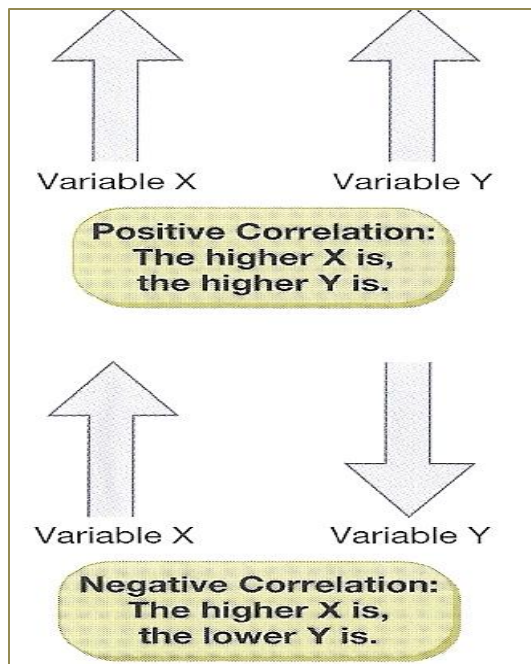 Variable X Variable Y
Positive Correlation:
The higher X is,
the higher Y is.
Variable X Variable Y
Negative Correlation:
The higher X is,
the lower Y is.